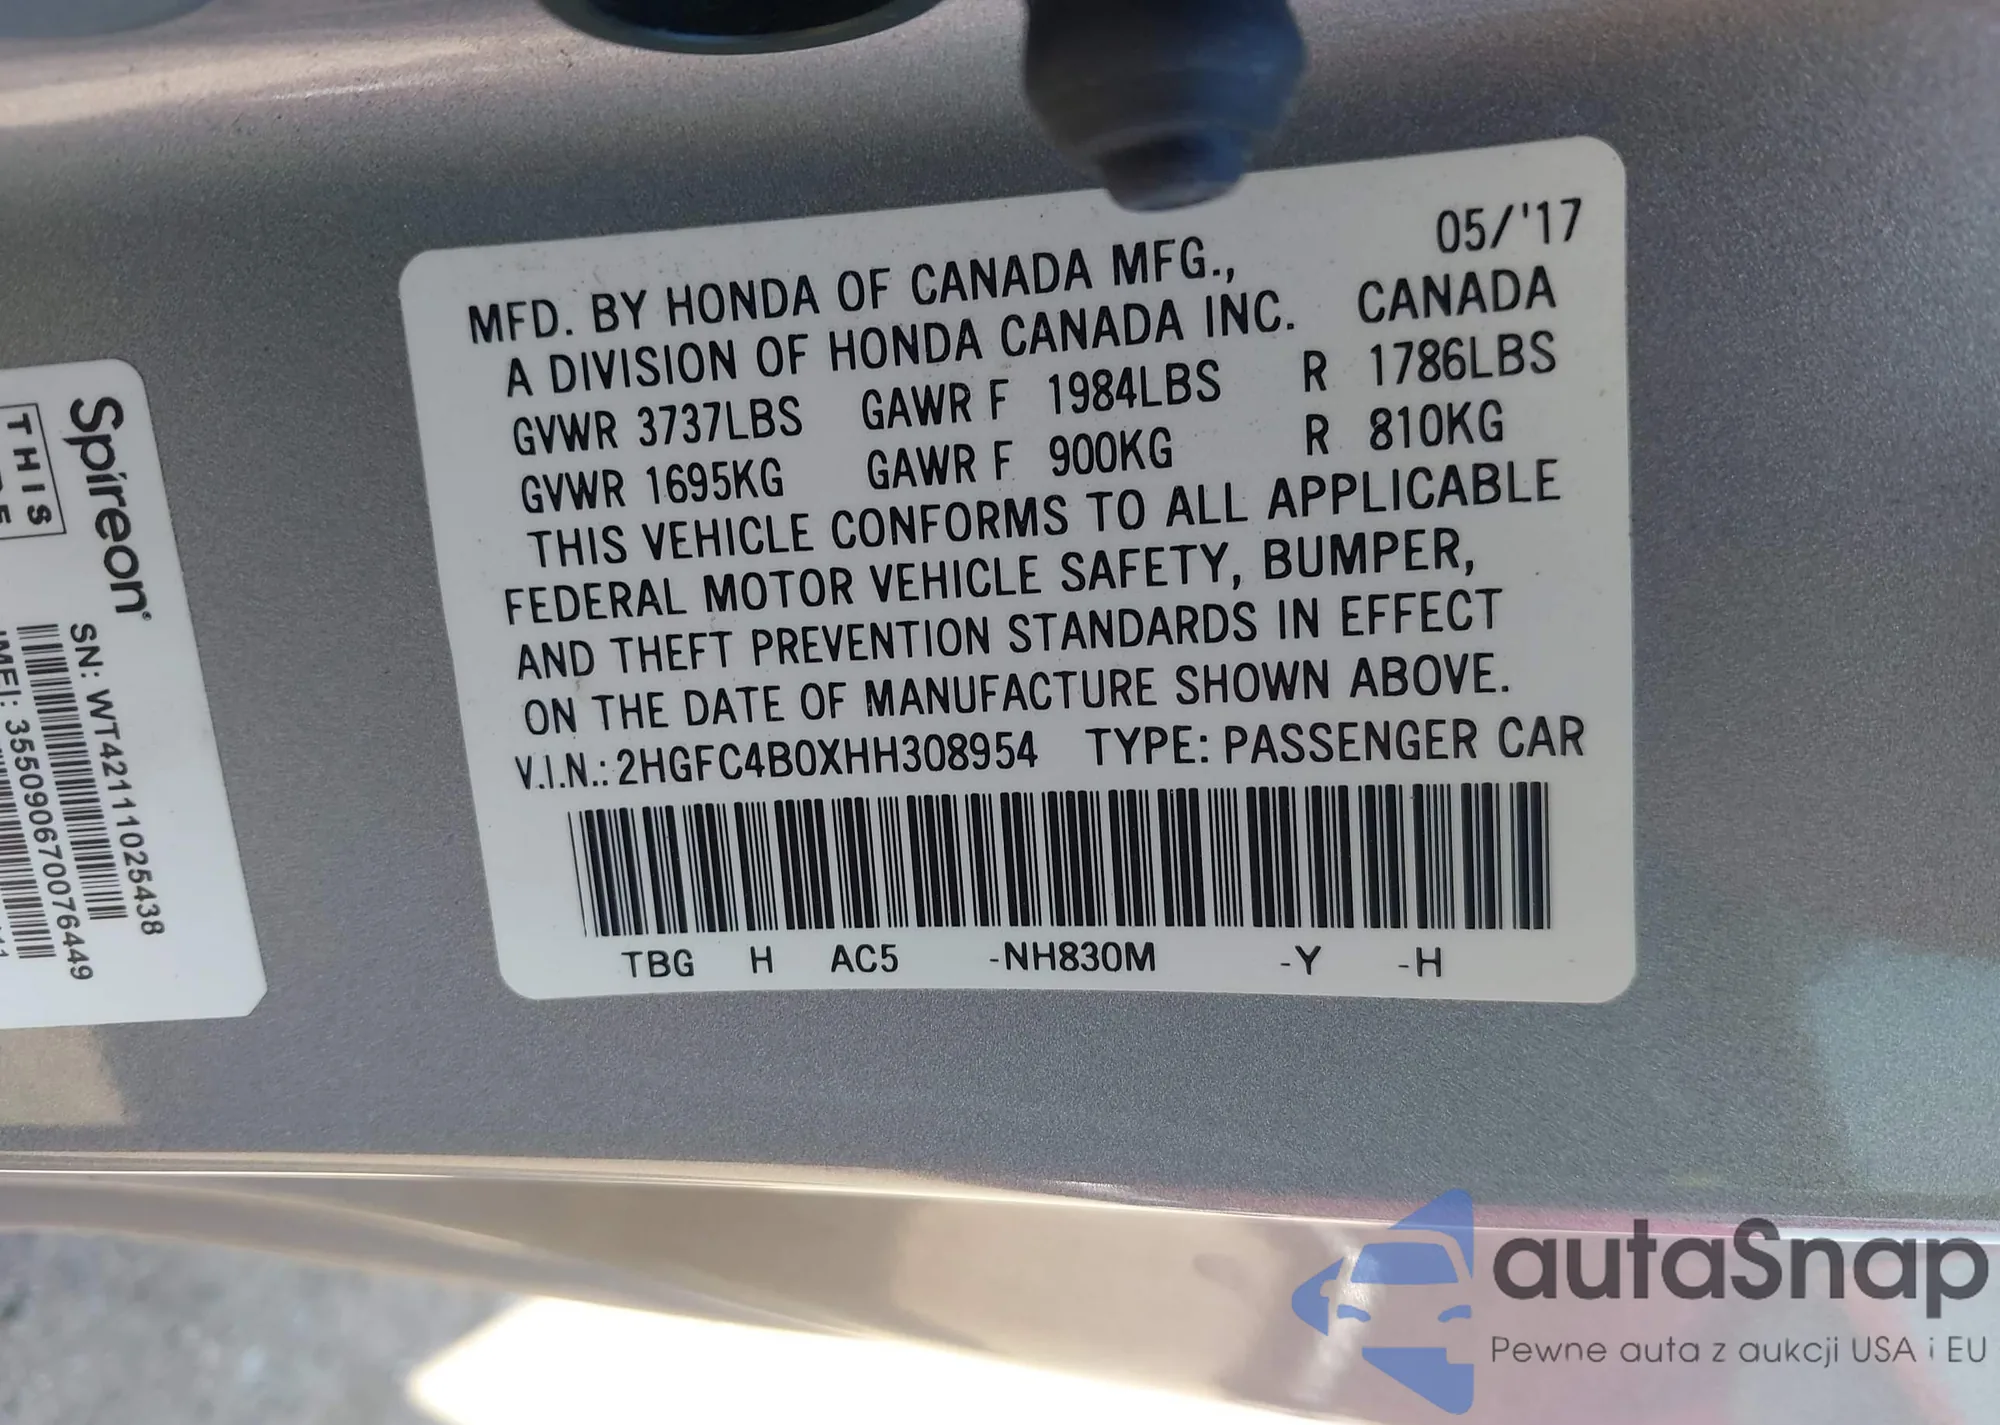 05/'17
MFD. BY HONDA OF CANADA MFG.,
A DIVISION OF HONDA CANADA INC. CANADA
GVWR 3737LBS GAWR F 1984LBS R 1786LBS
GVWR 1695KG GAWR F 900KG R 810KG
THIS VEHICLE CONFORMS TO ALL APPLICABLE
FEDERAL MOTOR VEHICLE SAFETY, BUMPER,
AND THEFT PREVENTION STANDARDS IN EFFECT
ON THE DATE OF MANUFACTURE SHOWN ABOVE.
V.I.N.: 2HGFC4B0XHH308954 TYPE: PASSENGER CAR
TBG H AC5 -NH830M -Y -H
Spireon®
THIS
SN: WT42111025438
IMEI: 355090670076449
autaSnap
Pewne auta z aukcji USA i EU